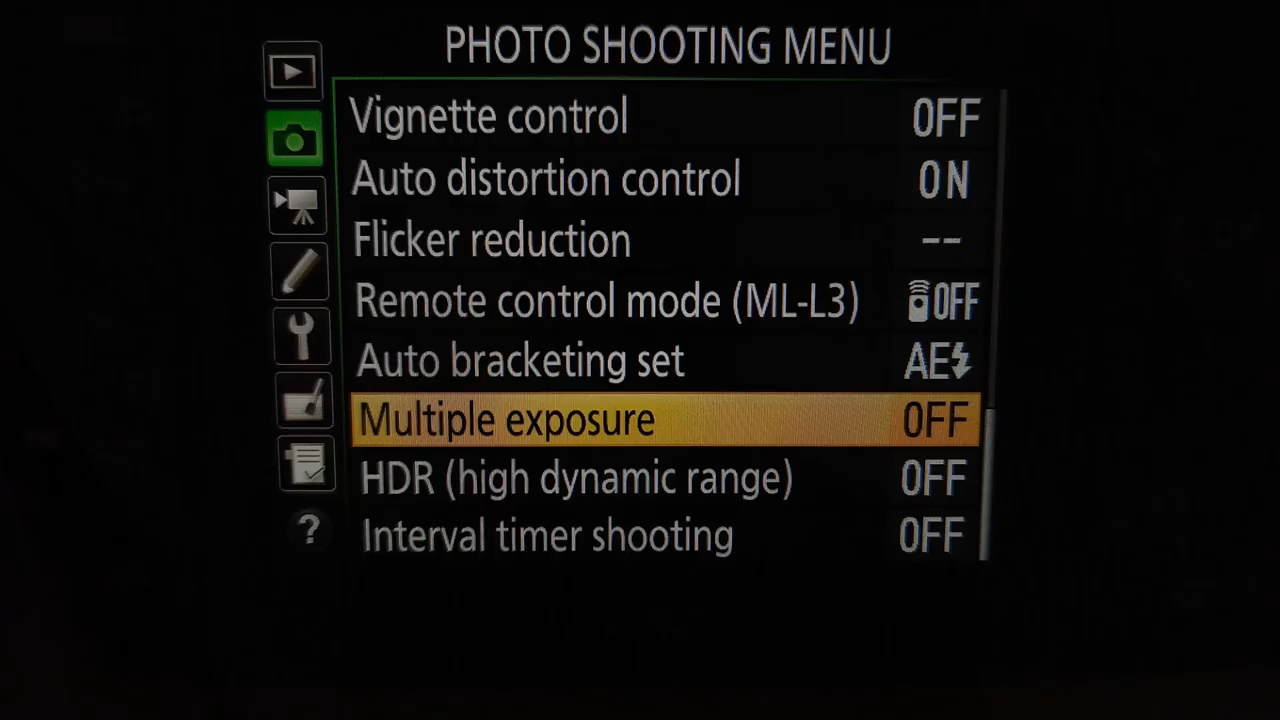 PHOTO SHOOTING MENU
Vignette control OFF
Auto distortion control ON
Flicker reduction --
Remote control mode (ML-L3) OFF
Auto bracketing set AE
Multiple exposure OFF
HDR (high dynamic range) OFF
Interval timer shooting OFF
?